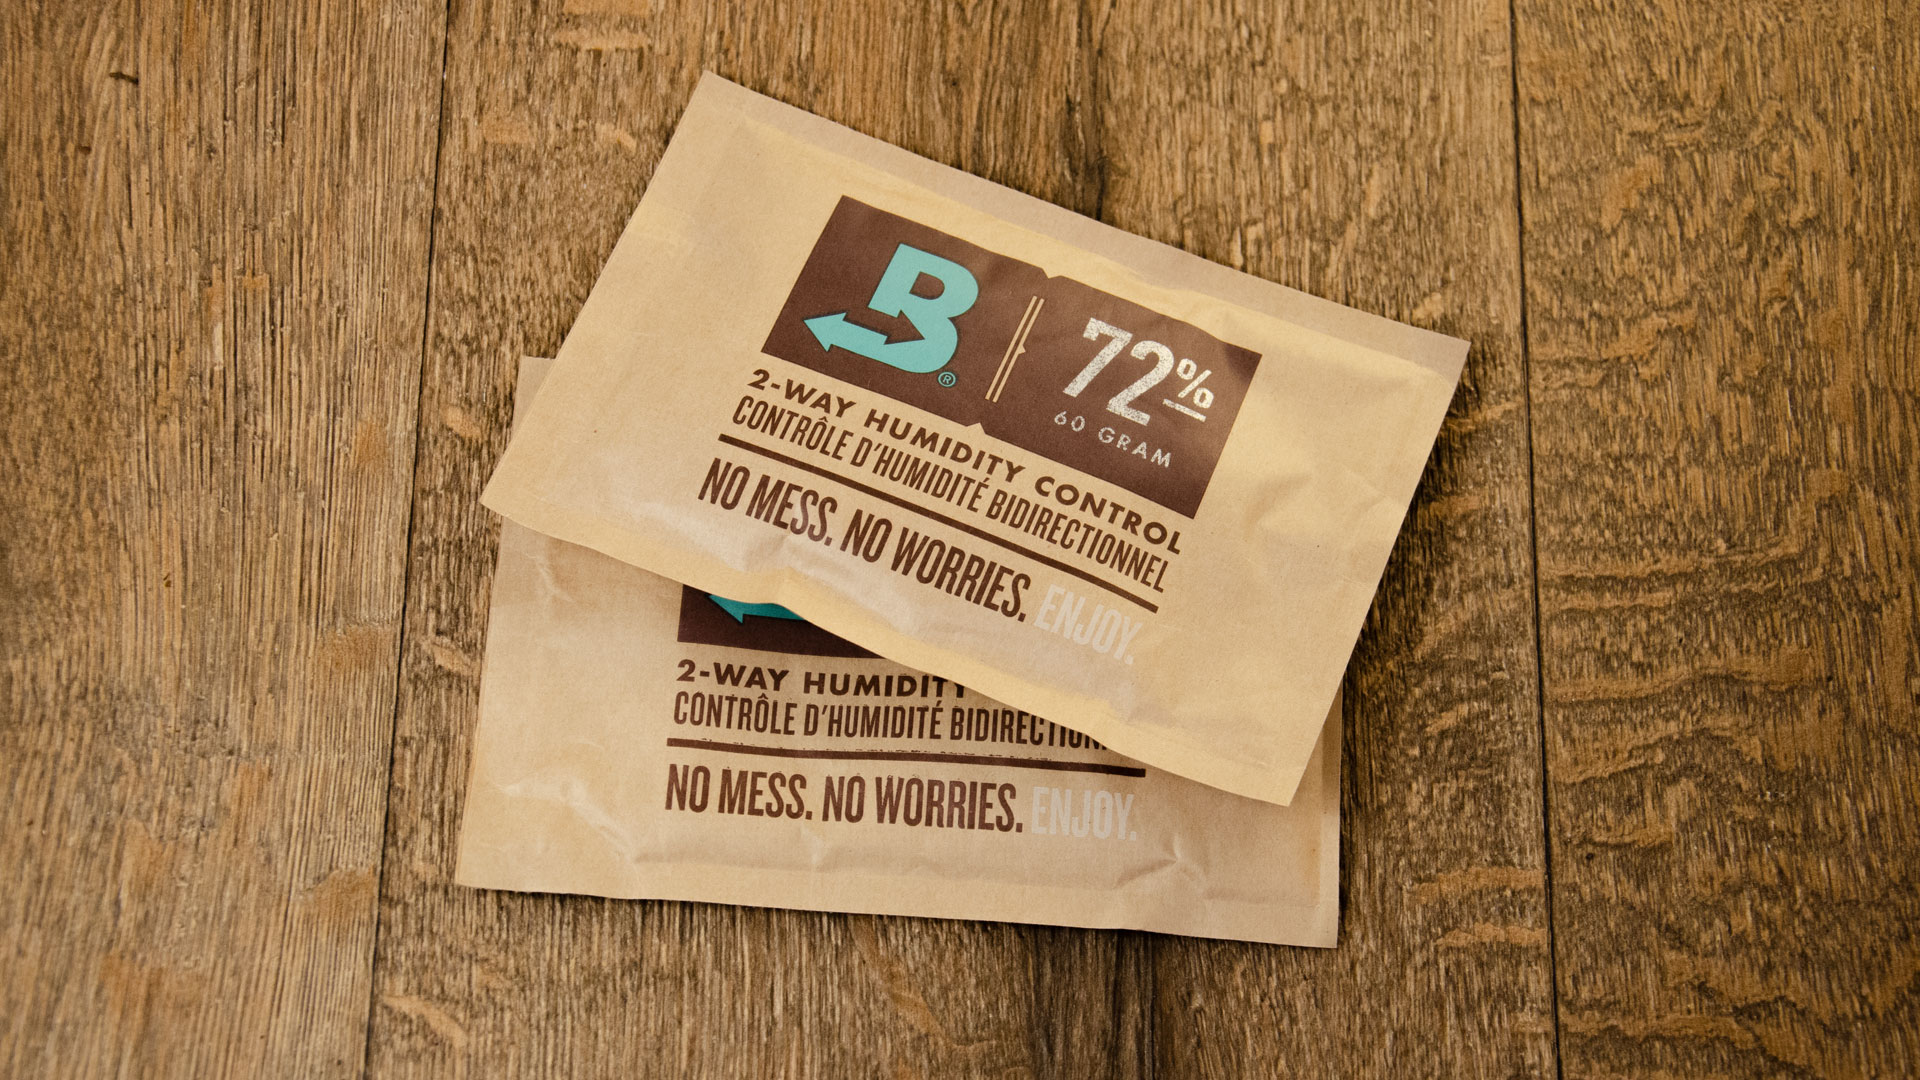 B® 72%
60 GRAM
2-WAY HUMIDITY CONTROL
CONTRÔLE D'HUMIDITÉ BIDIRECTIONNEL
NO MESS. NO WORRIES. ENJOY.
2-WAY HUMIDITY
CONTRÔLE D'HUMIDITÉ BIDIRECTION
NO MESS. NO WORRIES. ENJOY.